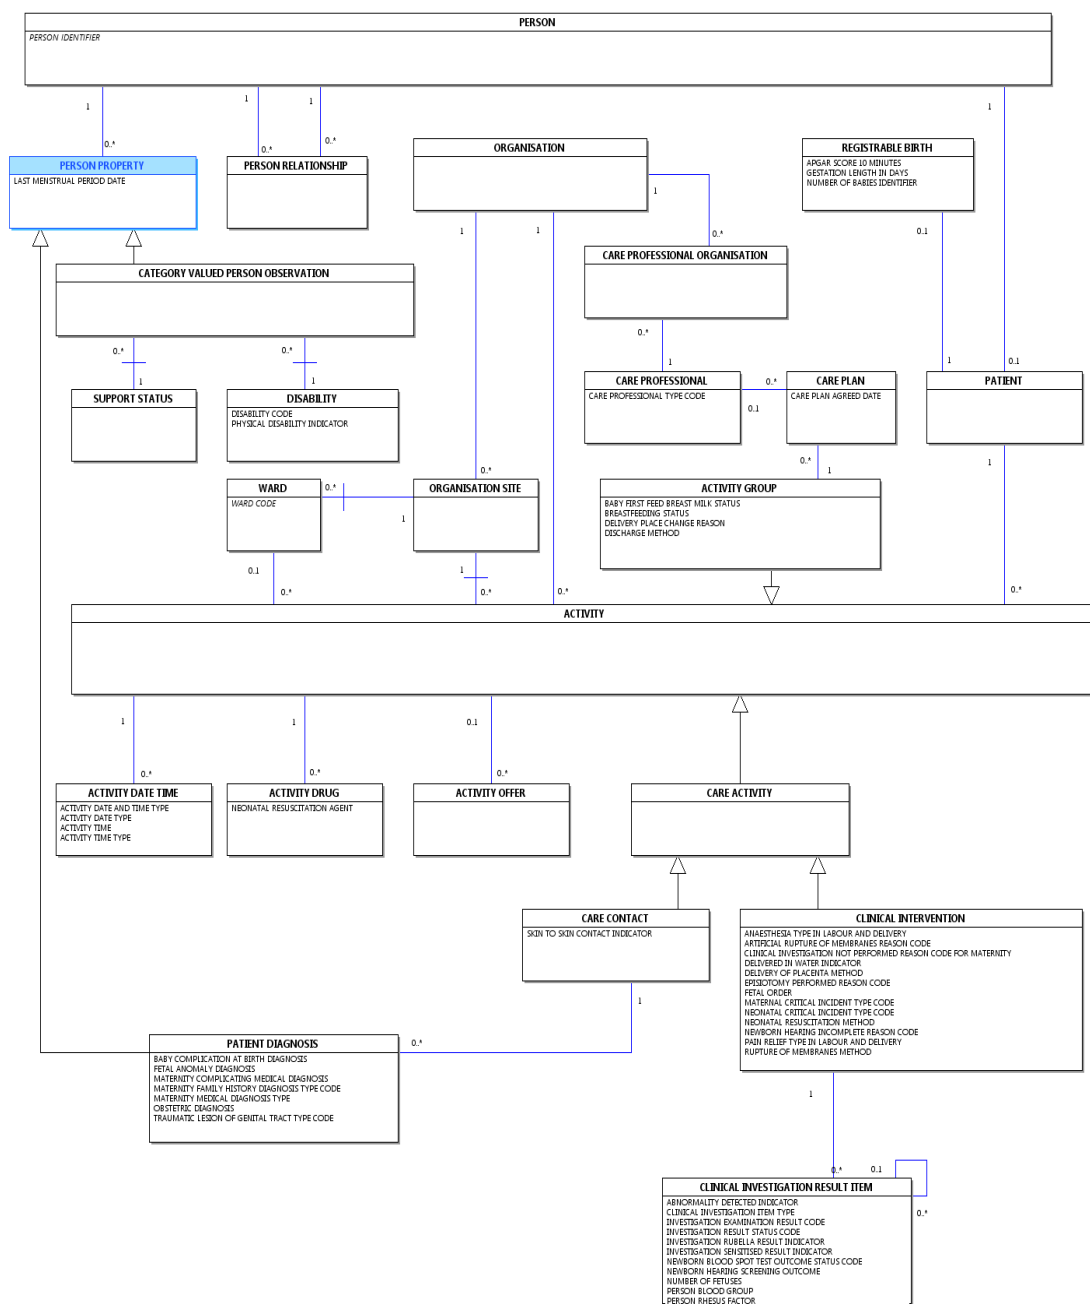 PERSON
PERSON IDENTIFIER
1
1
1
1
0..*
0..*
0..*
ORGANISATION
REGISTRABLE BIRTH
APGAR SCORE 10 MINUTES
GESTATION LENGTH IN DAYS
NUMBER OF BABIES IDENTIFIER
PERSON PROPERTY
LAST MENSTRUAL PERIOD DATE
PERSON RELATIONSHIP
1
1
1
0..*
0..1
CARE PROFESSIONAL ORGANISATION
CATEGORY VALUED PERSON OBSERVATION
0..*
0..*
0..*
1
1
0..1
1
1
CARE PROFESSIONAL
CARE PROFESSIONAL TYPE CODE
0..*
0..1
CARE PLAN
CARE PLAN AGREED DATE
PATIENT
SUPPORT STATUS
DISABILITY
DISABILITY CODE
PHYSICAL DISABILITY INDICATOR
0..*
0..*
1
1
WARD
WARD CODE
0..*
1
ORGANISATION SITE
ACTIVITY GROUP
BABY FIRST FEED BREAST MILK STATUS
BREASTFEEDING STATUS
DELIVERY PLACE CHANGE REASON
DISCHARGE METHOD
0..1
1
0..*
0..*
0..*
0..*
ACTIVITY
1
1
0..1
0..*
0..*
0..*
ACTIVITY DATE TIME
ACTIVITY DATE AND TIME TYPE
ACTIVITY DATE TYPE
ACTIVITY TIME
ACTIVITY TIME TYPE
ACTIVITY DRUG
NEONATAL RESUSCITATION AGENT
ACTIVITY OFFER
CARE ACTIVITY
CARE CONTACT
SKIN TO SKIN CONTACT INDICATOR
CLINICAL INTERVENTION
ANAESTHESIA TYPE IN LABOUR AND DELIVERY
ARTIFICIAL RUPTURE OF MEMBRANES REASON CODE
CLINICAL INVESTIGATION NOT PERFORMED REASON CODE FOR MATERNITY
DELIVERED IN WATER INDICATOR
DELIVERY OF PLACENTA METHOD
EPISIOTOMY PERFORMED REASON CODE
FETAL ORDER
MATERNAL CRITICAL INCIDENT TYPE CODE
NEONATAL CRITICAL INCIDENT TYPE CODE
NEONATAL RESUSCITATION METHOD
NEWBORN HEARING INCOMPLETE REASON CODE
PAIN RELIEF TYPE IN LABOUR AND DELIVERY
RUPTURE OF MEMBRANES METHOD
1
0..*
PATIENT DIAGNOSIS
BABY COMPLICATION AT BIRTH DIAGNOSIS
FETAL ANOMALY DIAGNOSIS
MATERNITY COMPLICATING MEDICAL DIAGNOSIS
MATERNITY FAMILY HISTORY DIAGNOSIS TYPE CODE
MATERNITY MEDICAL DIAGNOSIS TYPE
OBSTETRIC DIAGNOSIS
TRAUMATIC LESION OF GENITAL TRACT TYPE CODE
1
0..*
0..1
0..*
CLINICAL INVESTIGATION RESULT ITEM
ABNORMALITY DETECTED INDICATOR
CLINICAL INVESTIGATION ITEM TYPE
INVESTIGATION EXAMINATION RESULT CODE
INVESTIGATION RESULT STATUS CODE
INVESTIGATION RUBELLA RESULT INDICATOR
INVESTIGATION SENSITISED RESULT INDICATOR
NEWBORN BLOOD SPOT TEST OUTCOME STATUS CODE
NEWBORN HEARING SCREENING OUTCOME
NUMBER OF FETUSES
PERSON BLOOD GROUP
PERSON RHESUS FACTOR